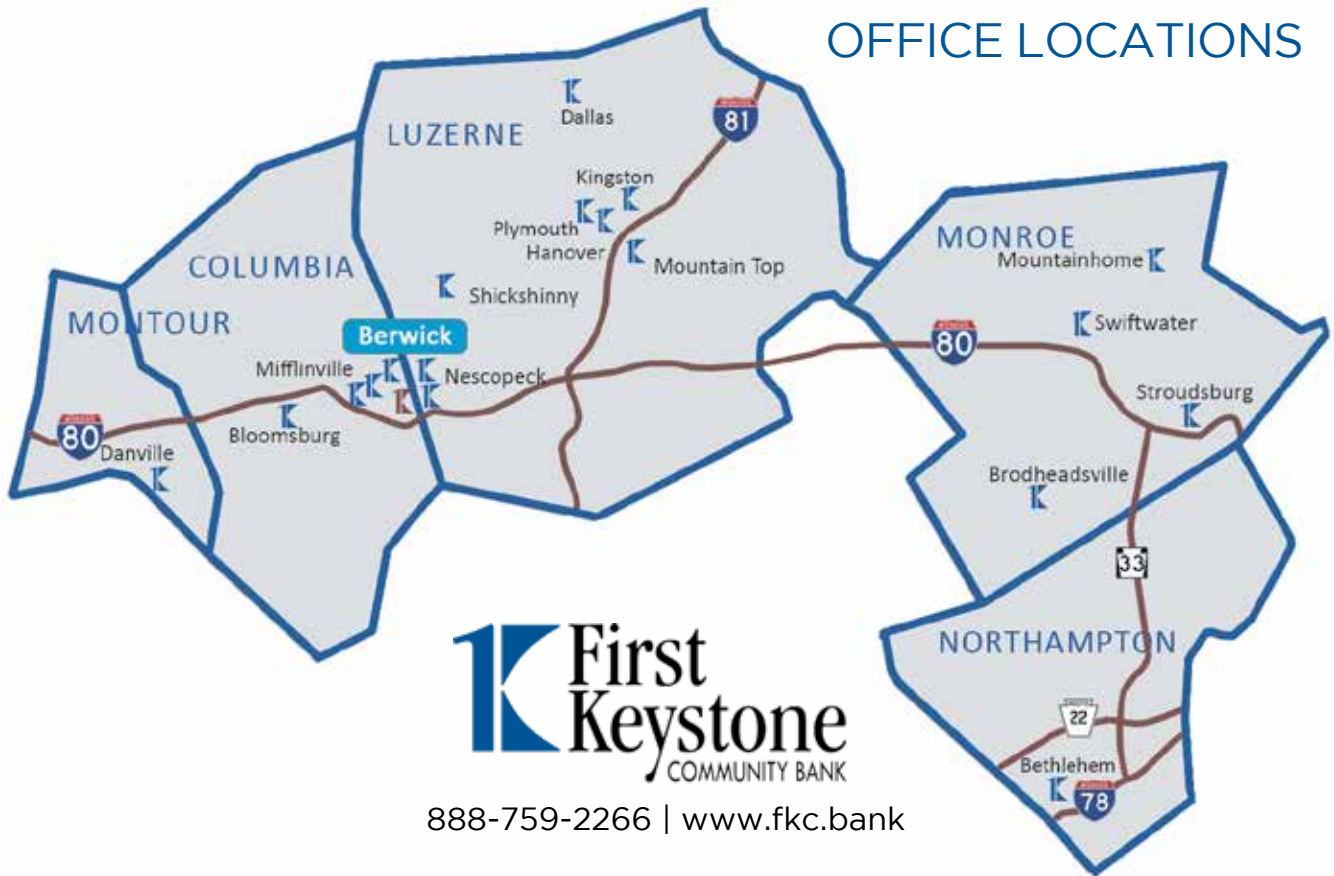 OFFICE LOCATIONS
Dallas
81
LUZERNE
Kingston
Plymouth
Hanover
Mountain Top
MONROE
Mountainhome
COLUMBIA
Shickshinny
MONTOUR
Swiftwater
Berwick
80
Mifflinville
Nescopeck
Stroudsburg
80
Bloomsburg
Danville
Brodheadsville
33
NORTHAMPTON
22
Bethlehem
78
1K First
Keystone
COMMUNITY BANK
888-759-2266 | www.fkc.bank